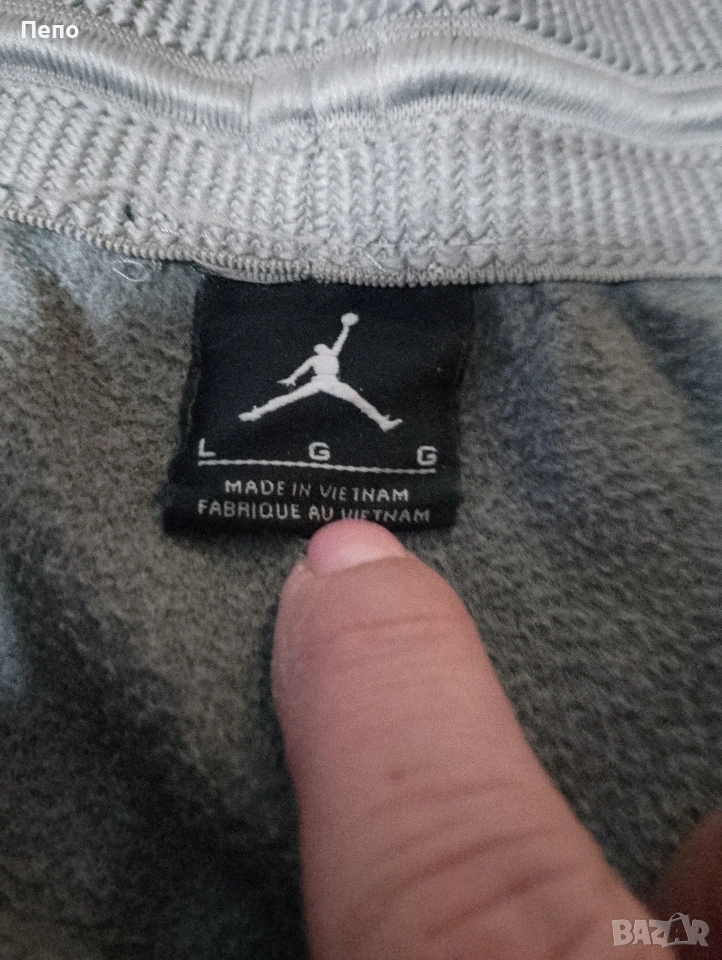 Пепо
L G G
MADE IN VIETNAM
FABRIQUE AU VIETNAM
BAZAR